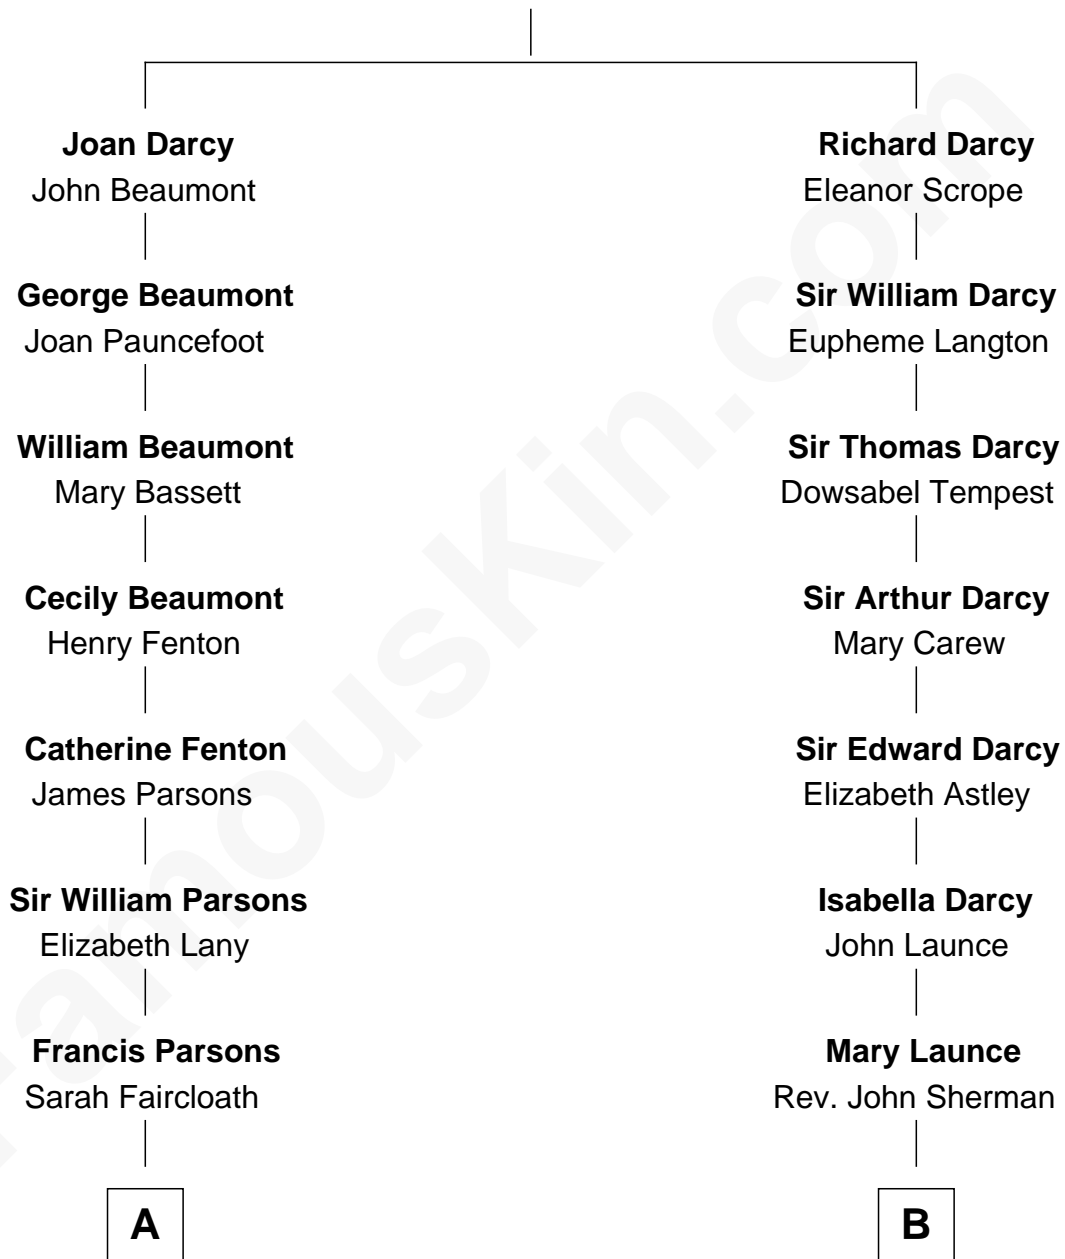 Joan Darcy
John Beaumont
George Beaumont
Joan Pauncefoot
William Beaumont
Mary Bassett
Cecily Beaumont
Henry Fenton
Catherine Fenton
James Parsons
Sir William Parsons
Elizabeth Lany
Francis Parsons
Sarah Faircloath
A
Richard Darcy
Eleanor Scrope
Sir William Darcy
Eupheme Langton
Sir Thomas Darcy
Dowsabel Tempest
Sir Arthur Darcy
Mary Carew
Sir Edward Darcy
Elizabeth Astley
Isabella Darcy
John Launce
Mary Launce
Rev. John Sherman
B
FamousKin.com